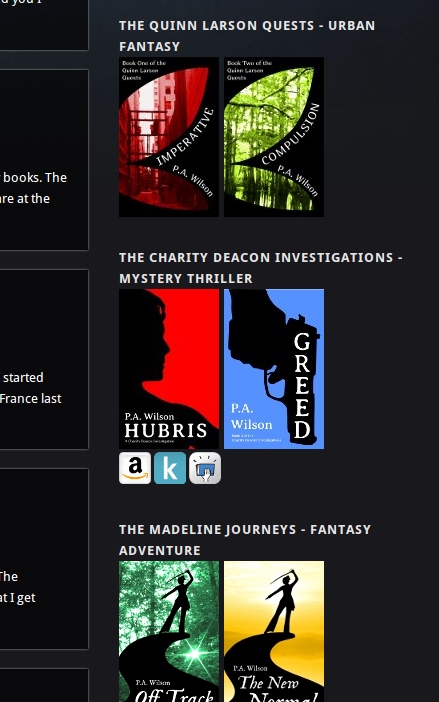 THE QUINN LARSON QUESTS - URBAN
FANTASY
Book One of the
Quinn Larson
Quests
IMPERATIVE
P.A. Wilson
Book Two of the
Quinn Larson
Quests
COMPULSION
P.A. Wilson
books. The
are at the
THE CHARITY DEACON INVESTIGATIONS -
MYSTERY THRILLER
P.A. Wilson
HUBRIS
A Charity Deacon Investigation
GREED
P.A.
Wilson
Book 2 of the
Charity Deacon Investigations
started
France last
a
k
THE MADELINE JOURNEYS - FANTASY
ADVENTURE
P.A. Wilson
Off Track
P.A. Wilson
The New
Normal
The
at I get